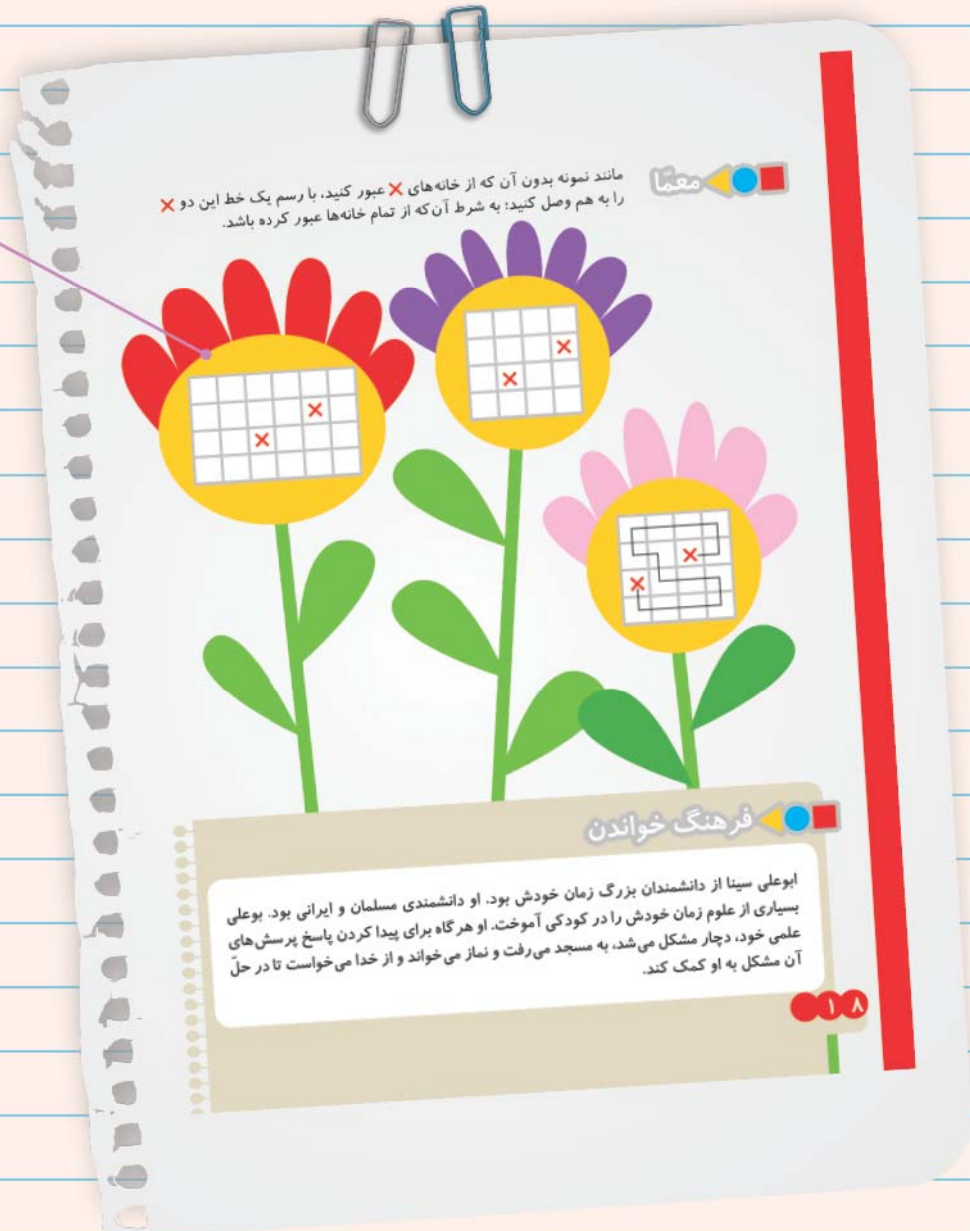 معمّا
مانند نمونه بدون آن که از خانه‌های × عبور کنید، با رسم یک خط این دو ×
را به هم وصل کنید؛ به شرط آن‌که از تمام خانه‌ها عبور کرده باشد.
فرهنگ خواندن
ابوعلی سینا از دانشمندان بزرگ زمان خودش بود. او دانشمندی مسلمان و ایرانی بود. بوعلی
بسیاری از علوم زمان خودش را در کودکی آموخت. او هر گاه برای پیدا کردن پاسخ پرسش‌های
علمی خود، دچار مشکل می‌شد، به مسجد می‌رفت و نماز می‌خواند و از خدا می‌خواست تا در حلّ
آن مشکل به او کمک کند.
۱۸